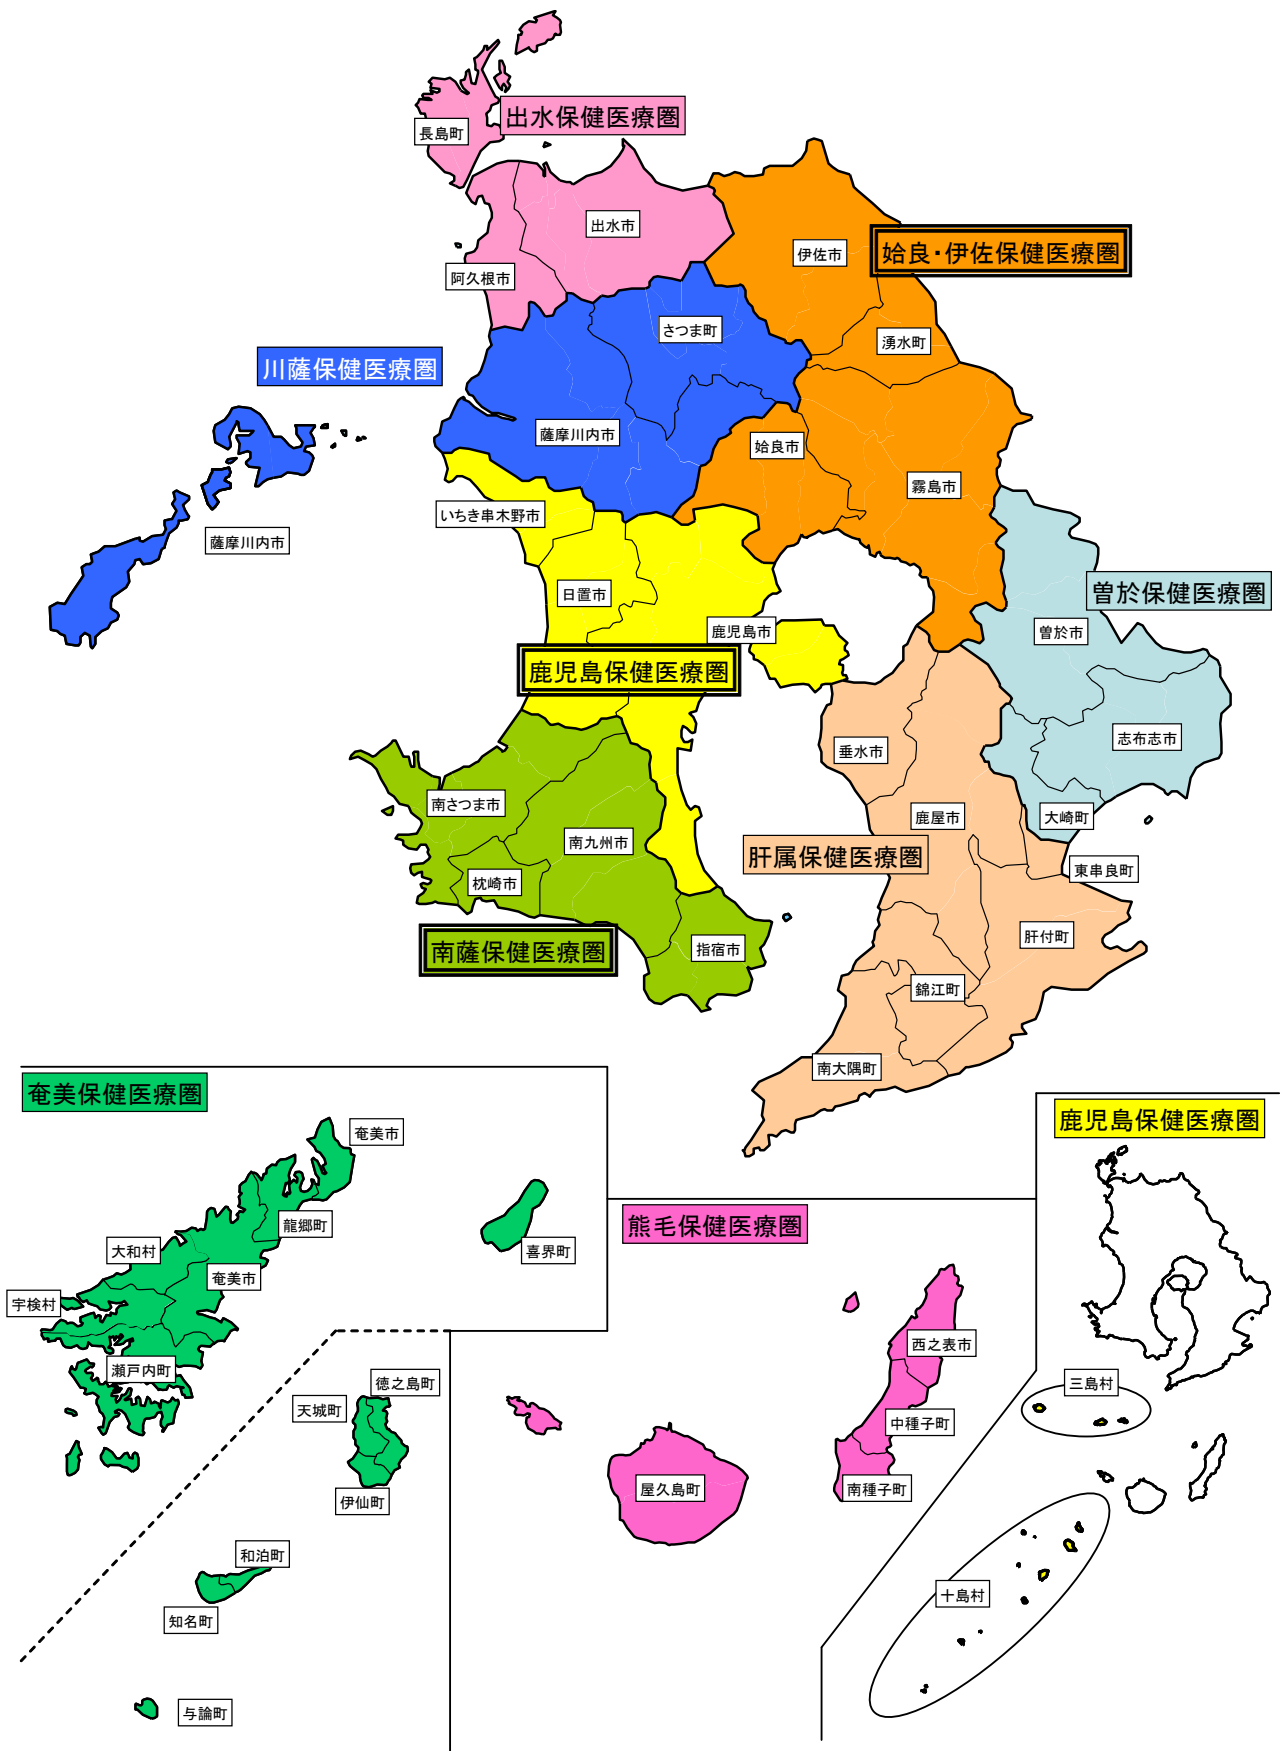 出水保健医療圏
長島町
出水市
阿久根市
伊佐市
姶良・伊佐保健医療圏
さつま町
湧水町
川薩保健医療圏
薩摩川内市
姶良市
霧島市
いちき串木野市
薩摩川内市
日置市
曽於保健医療圏
鹿児島市
曽於市
鹿児島保健医療圏
志布志市
垂水市
南さつま市
鹿屋市
大崎町
南九州市
肝属保健医療圏
東串良町
枕崎市
南薩保健医療圏
指宿市
肝付町
錦江町
南大隅町
奄美保健医療圏
奄美市
龍郷町
大和村
奄美市
喜界町
宇検村
瀬戸内町
徳之島町
天城町
伊仙町
和泊町
知名町
与論町
熊毛保健医療圏
西之表市
中種子町
屋久島町
南種子町
鹿児島保健医療圏
三島村
十島村